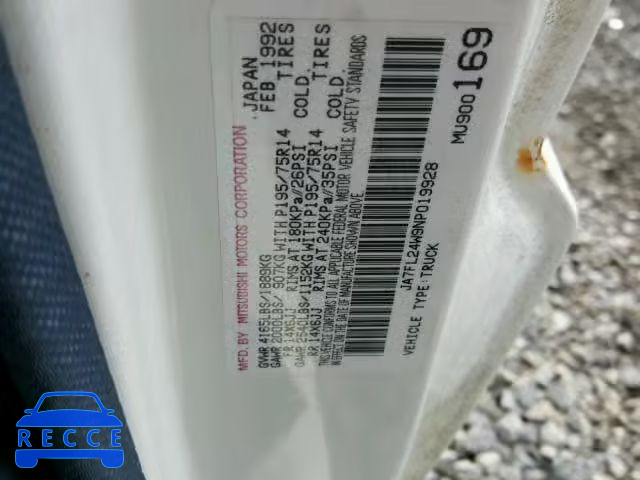 MFD. BY MITSUBISHI MOTORS CORPORATION JAPAN
GVWR 4165LBS/1889KG FEB 1992
GAWR 2000LBS/ 907KG WITH P195/75R14 TIRES
FR 14X5JJ RIMS AT 180KPa//26PSI COLD,
GAWR 2540LBS/1152KG WITH P195/75R14 TIRES
RR 14X5JJ RIMS AT 240KPa//35PSI COLD,
THIS VEHICLE CONFORMS TO ALL APPLICABLE FEDERAL MOTOR VEHICLE SAFETY STANDARDS
IN EFFECT ON THE DATE OF MANUFACTURE SHOWN ABOVE.
JA7FL24W9NP019928
VEHICLE TYPE: TRUCK
MU900169
RECCE